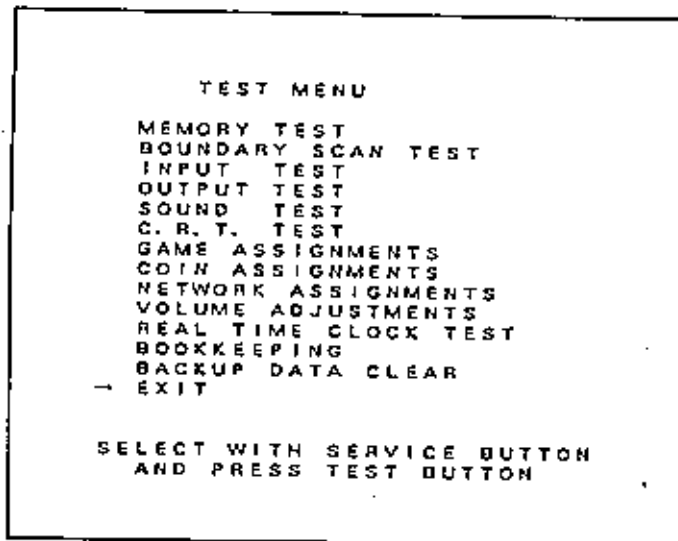 TEST MENU
MEMORY TEST
BOUNDARY SCAN TEST
INPUT TEST
OUTPUT TEST
SOUND TEST
C.R.T. TEST
GAME ASSIGNMENTS
COIN ASSIGNMENTS
NETWORK ASSIGNMENTS
VOLUME ADJUSTMENTS
REAL TIME CLOCK TEST
BOOKKEEPING
BACKUP DATA CLEAR
→ EXIT
SELECT WITH SERVICE BUTTON
AND PRESS TEST BUTTON